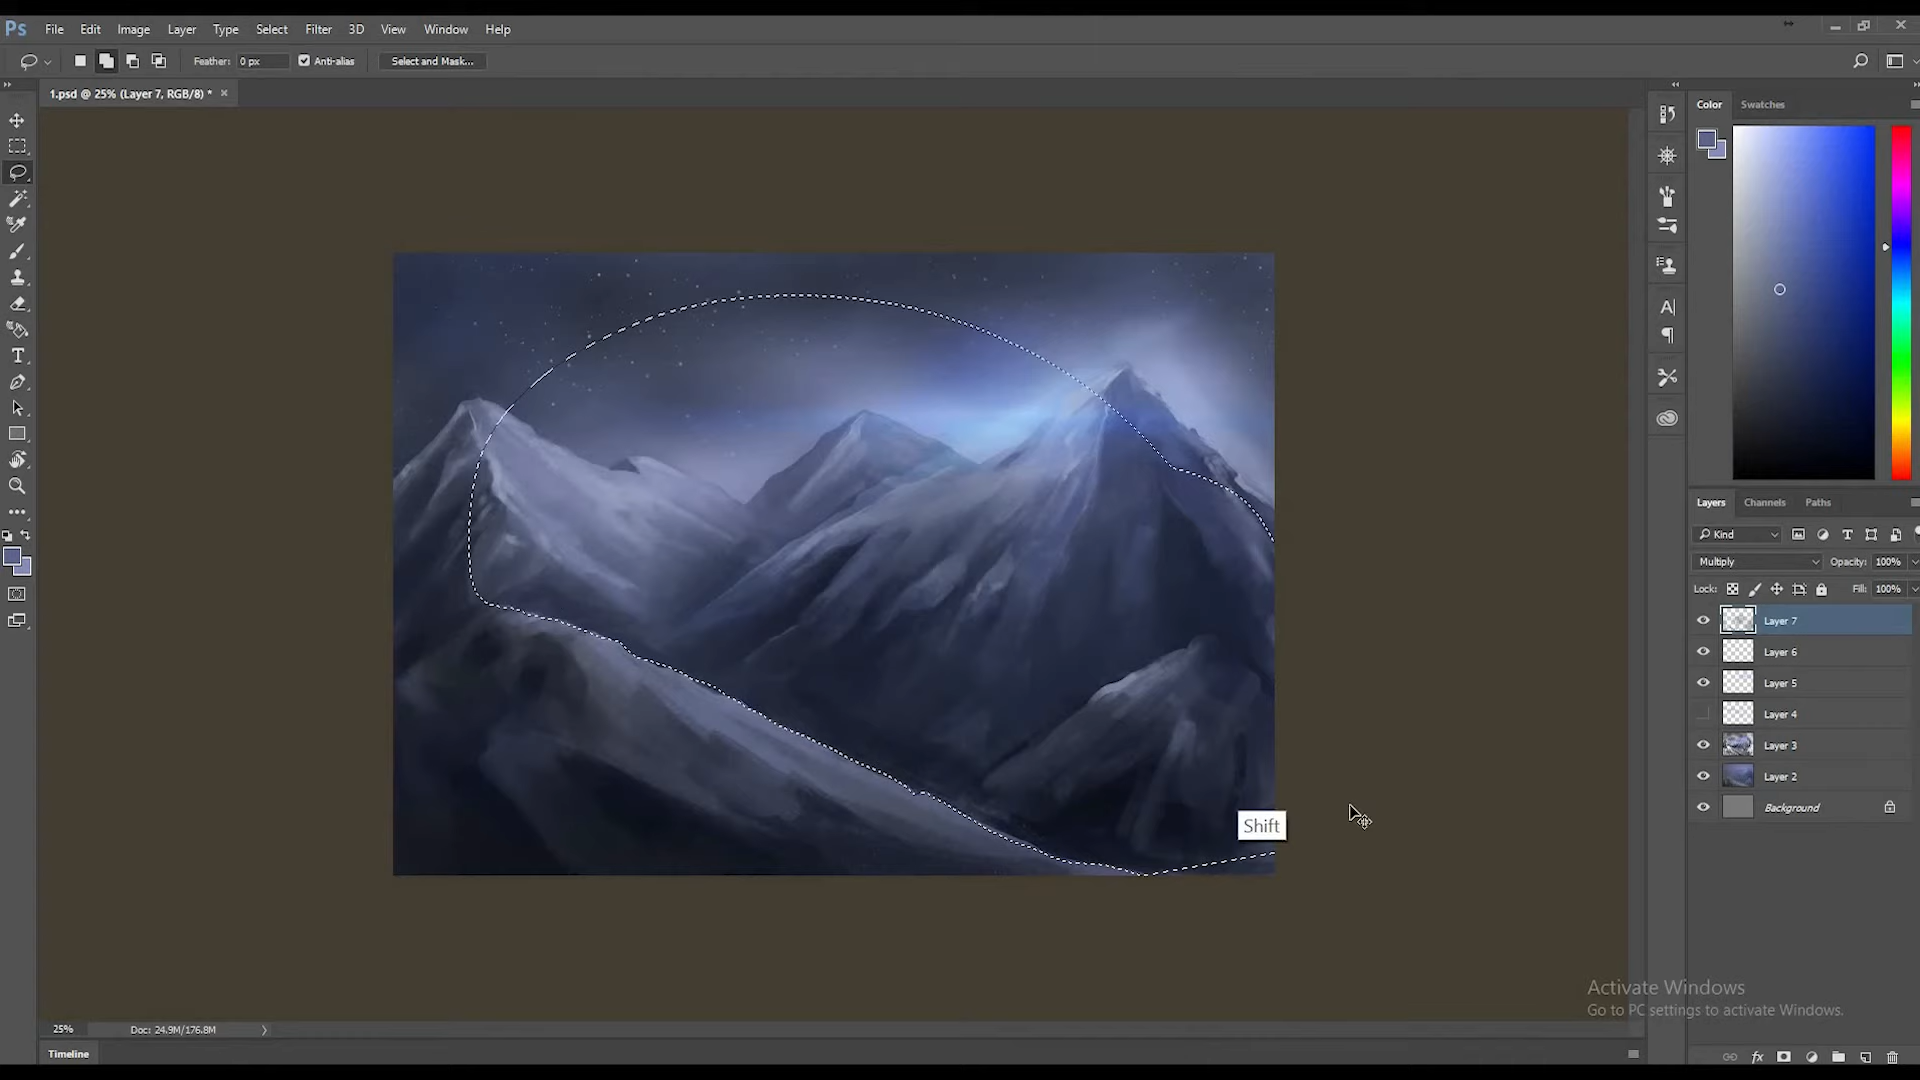 Ps File Edit Image Layer Type Select Filter 3D View Window Help
Feather: 0 px Anti-alias Select and Mask...
1.psd @ 25% (Layer 7, RGB/8) *
Color Swatches
Layers Channels Paths
Kind
Multiply Opacity: 100%
Lock: Fill: 100%
Layer 7
Layer 6
Layer 5
Layer 4
Layer 3
Layer 2
Background
Shift
Activate Windows
Go to PC settings to activate Windows.
25% Doc: 24.9M/176.8M
Timeline